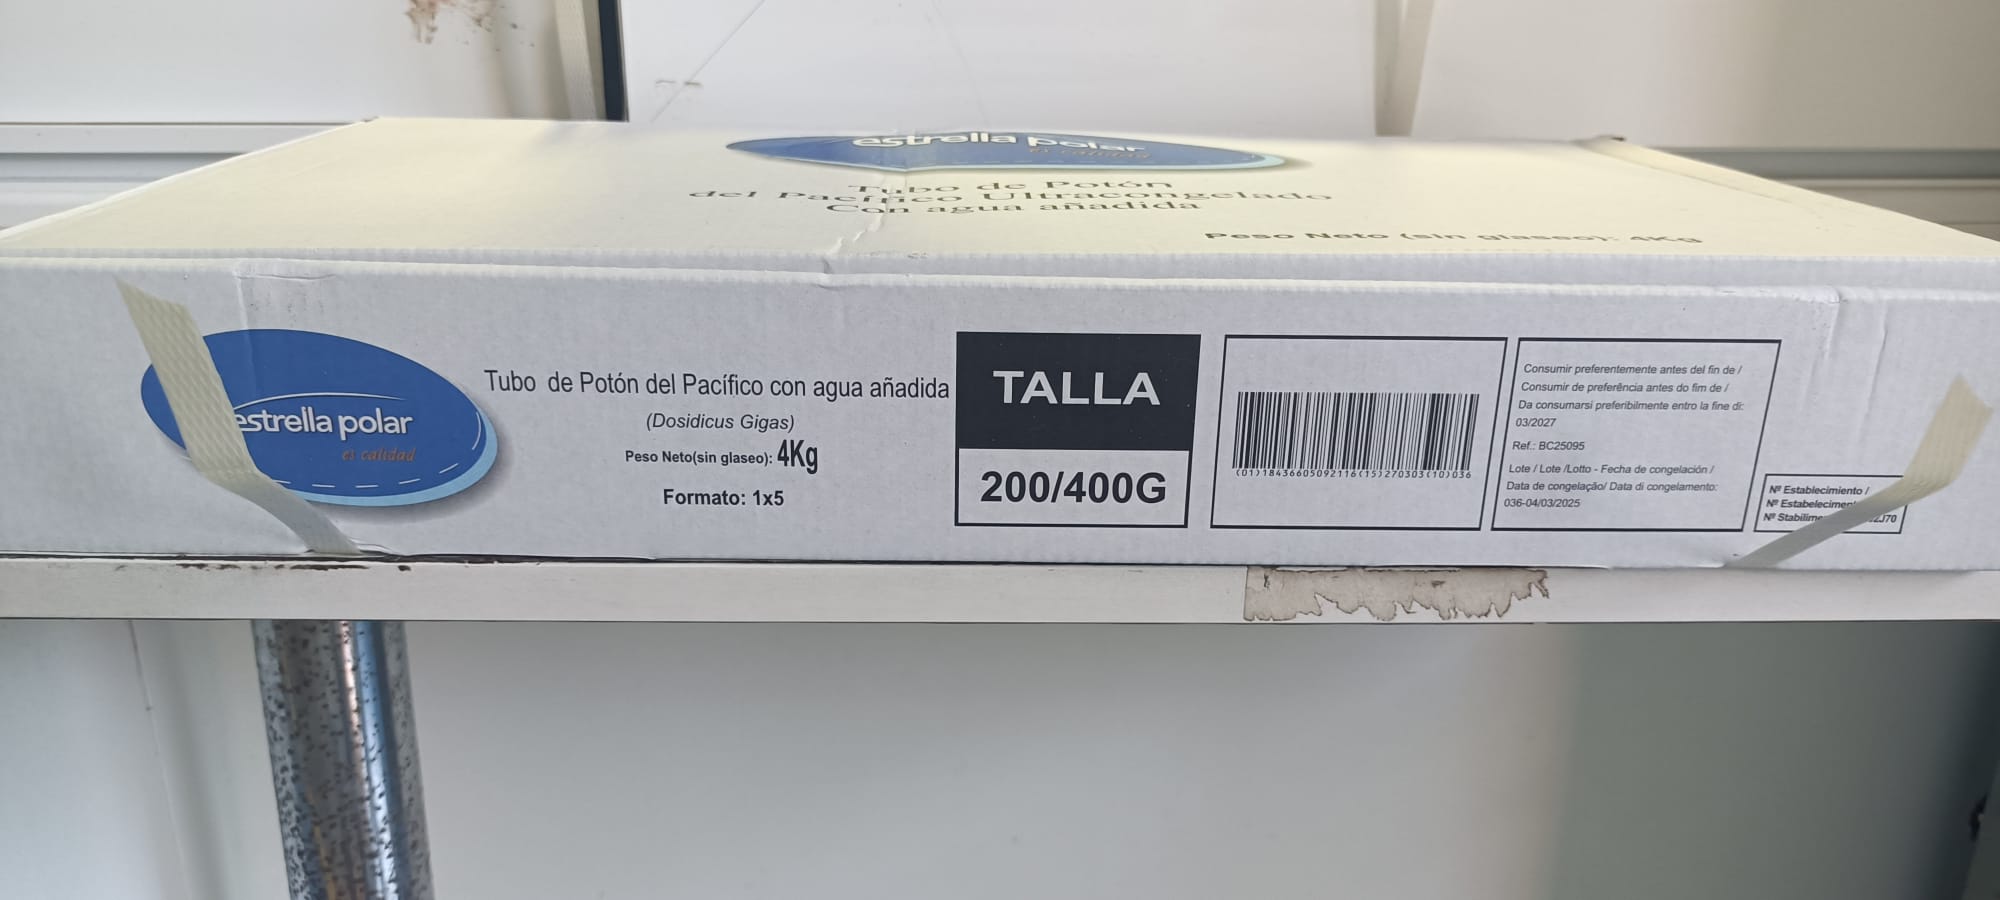 estrella polar
es calidad
Tubo de Potón
del Pacífico Ultracongelado
Con agua añadida
Peso Neto (sin glaseo): 4Kg
estrella polar
es calidad
Tubo de Potón del Pacífico con agua añadida
(Dosidicus Gigas)
Peso Neto(sin glaseo): 4Kg
Formato: 1x5
TALLA
200/400G
(01)18436605092116(15)270303(10)036
Consumir preferentemente antes del fin de /
Consumir de preferência antes do fim de /
Da consumarsi preferibilmente entro la fine di:
03/2027
Ref.: BC25095
Lote / Lote /Lotto - Fecha de congelación /
Data de congelação/ Data di congelamento:
036-04/03/2025
Nº Establecimiento /
Nº
Nº